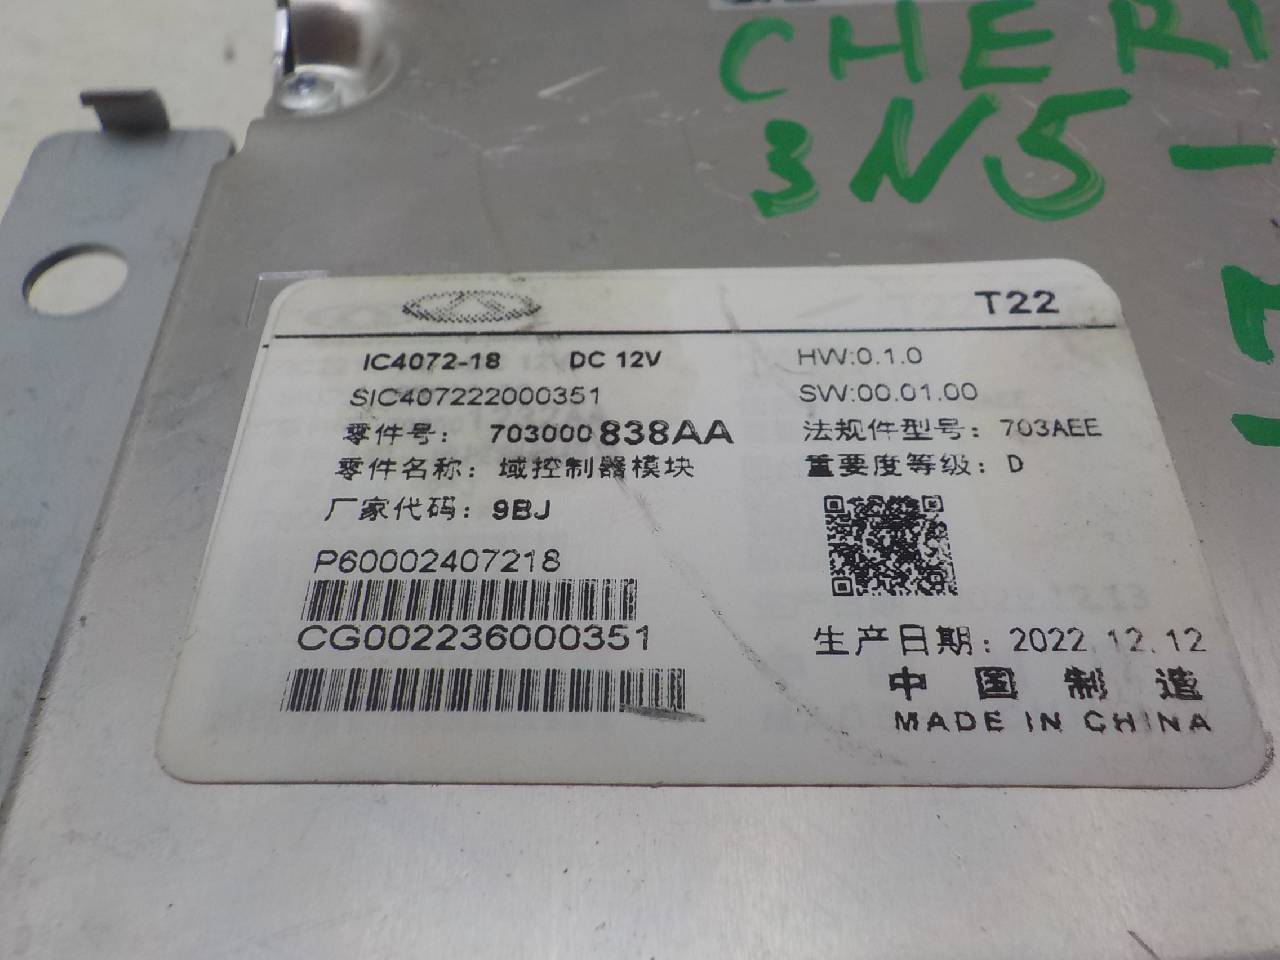 CHERI
3N5-
T22
IC4072-18 DC 12V
HW:0.1.0
SIC407222000351
SW:00.01.00
零件号: 703000838AA
法规件型号: 703AEE
零件名称: 域控制器模块
重要度等级: D
厂家代码: 9BJ
P60002407218
CG002236000351
生产日期: 2022.12.12
中国制造
MADE IN CHINA